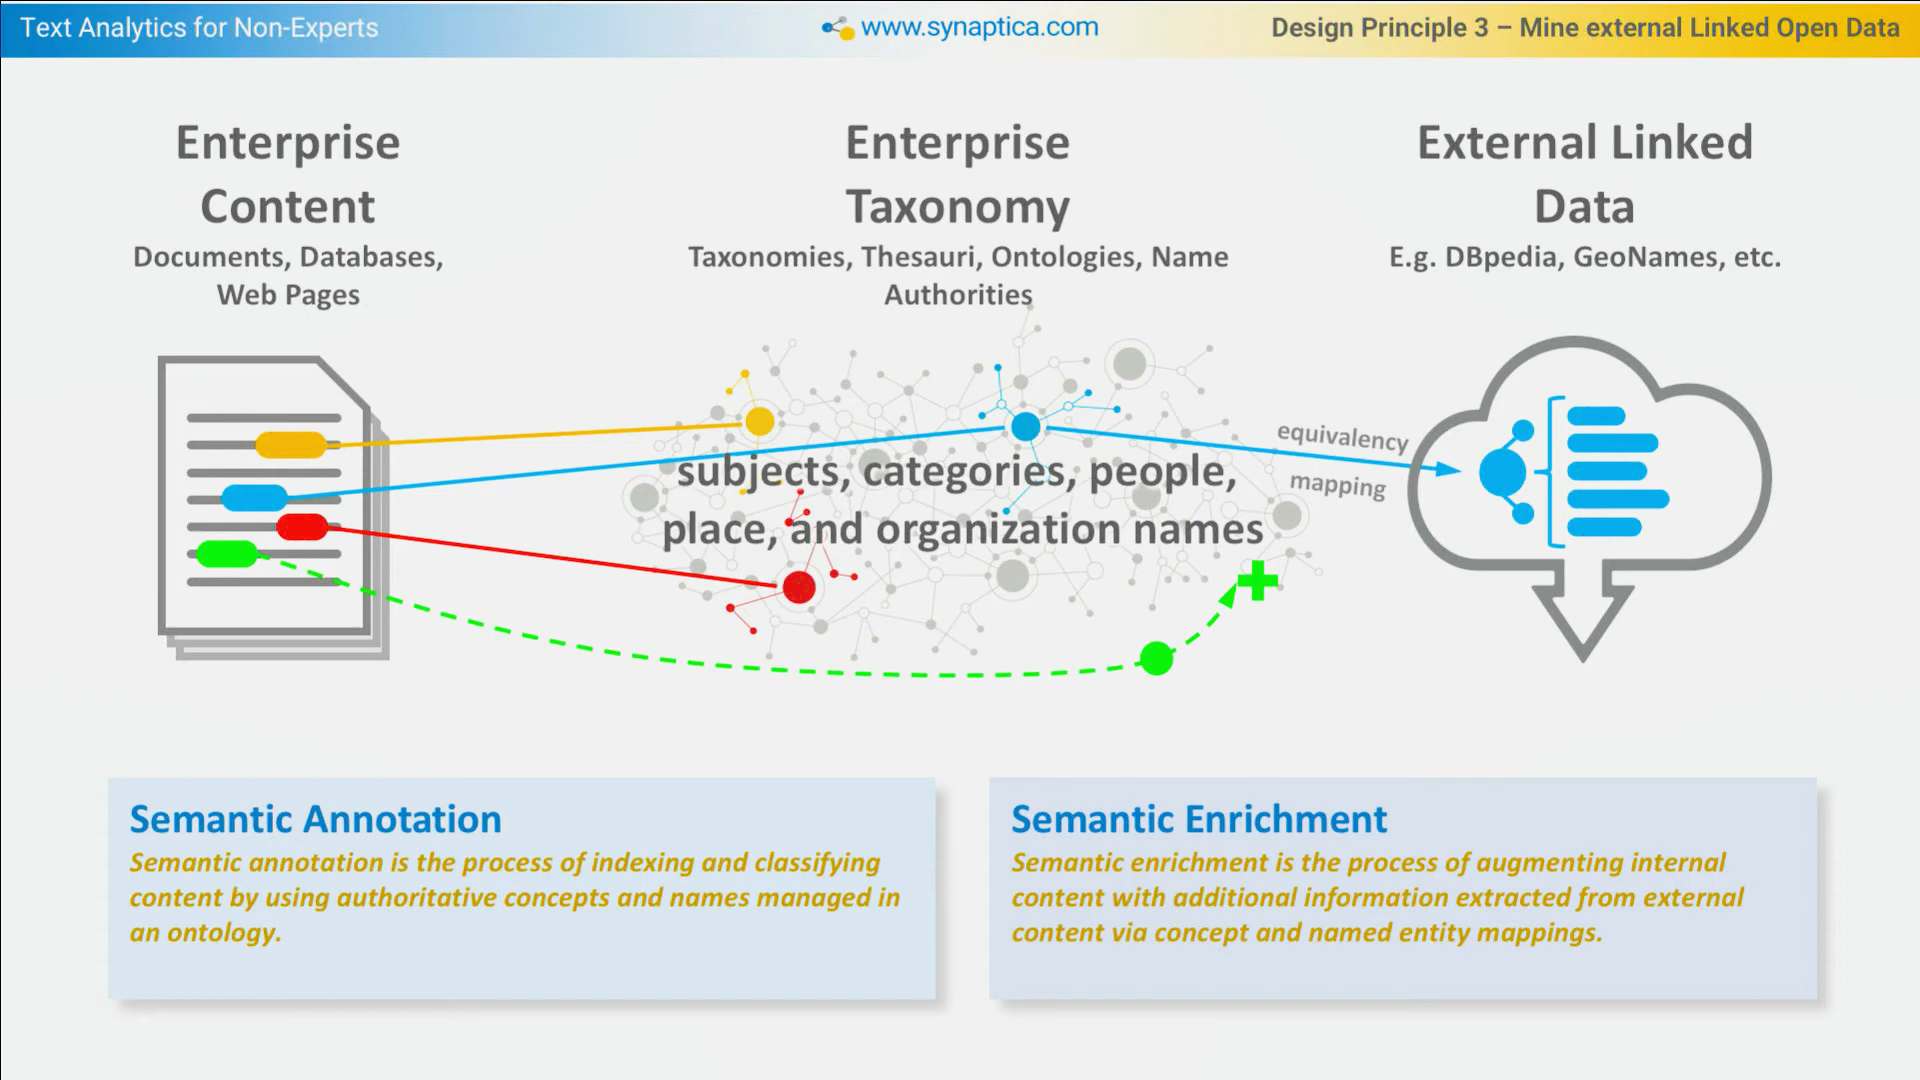 Text Analytics for Non-Experts
www.synaptica.com
Design Principle 3 – Mine external Linked Open Data
Enterprise
Content
Documents, Databases,
Web Pages
Enterprise
Taxonomy
Taxonomies, Thesauri, Ontologies, Name
Authorities
External Linked
Data
E.g. DBpedia, GeoNames, etc.
subjects, categories, people,
place, and organization names
equivalency
mapping
Semantic Annotation
Semantic annotation is the process of indexing and classifying
content by using authoritative concepts and names managed in
an ontology.
Semantic Enrichment
Semantic enrichment is the process of augmenting internal
content with additional information extracted from external
content via concept and named entity mappings.